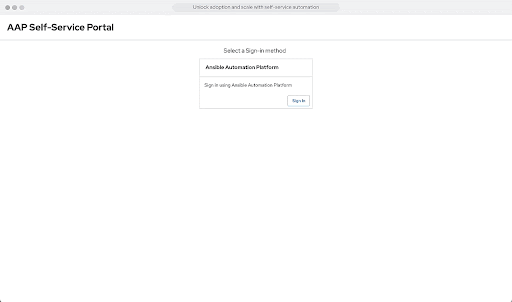 Unlock adoption and scale with self-service automation
AAP Self-Service Portal
Select a Sign-in method
Ansible Automation Platform
Sign in using Ansible Automation Platform
Sign In